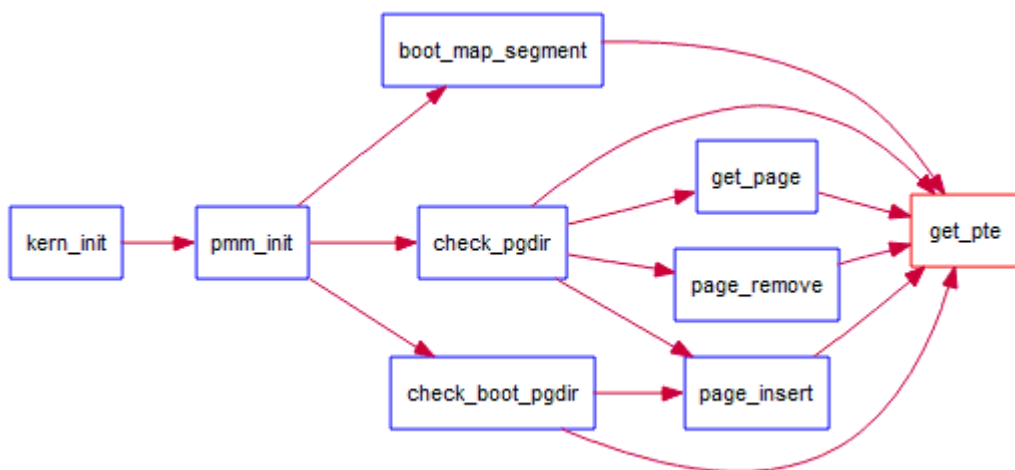 boot_map_segment
get_page
kern_init
pmm_init
check_pgdir
get_pte
page_remove
check_boot_pgdir
page_insert